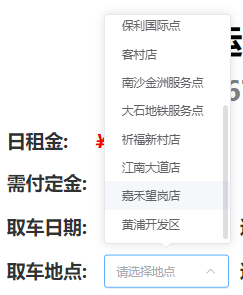 保利国际点
客村店
南沙金洲服务点
大石地铁服务点
祈福新村店
江南大道店
嘉禾望岗店
黄浦开发区
日租金:
需付定金:
取车日期:
取车地点:
请选择地点